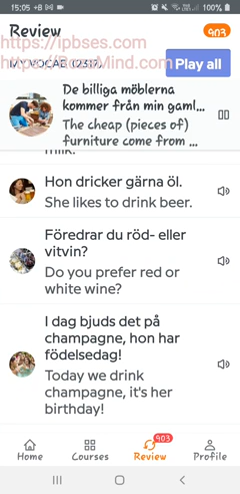 15:05 +8
100%
Review
903
https://ipbses.com
MY VOCAB (2319)
Play all
De billiga möblerna
kommer från min gaml...
The cheap (pieces of)
furniture come from ...
milk.
Hon dricker gärna öl.
She likes to drink beer.
Föredrar du röd- eller
vitvin?
Do you prefer red or
white wine?
I dag bjuds det på
champagne, hon har
födelsedag!
Today we drink
champagne, it's her
birthday!
903
Home Courses Review Profile